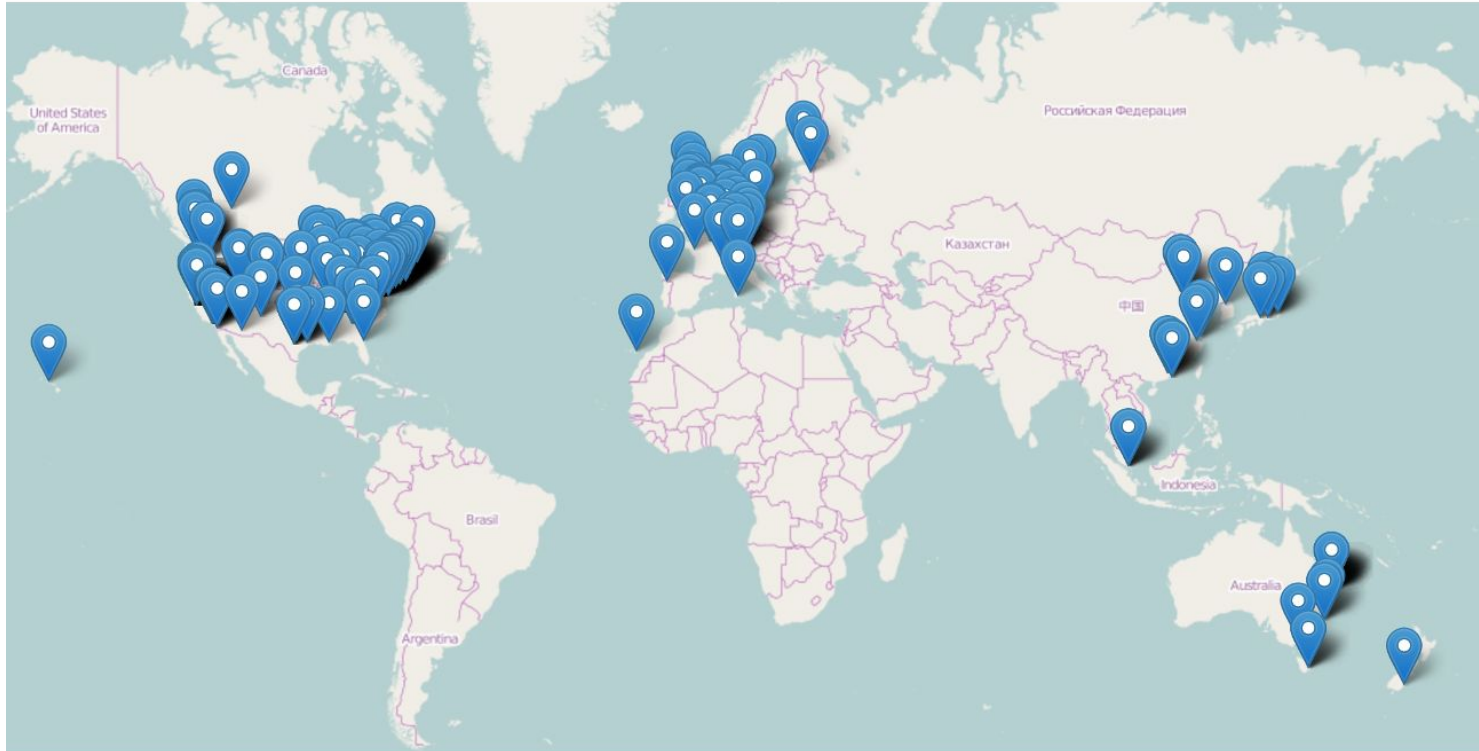 Canada
United States
of America
Российская Федерация
Казахстан
中国
Indonesia
Brasil
Australia
Argentina